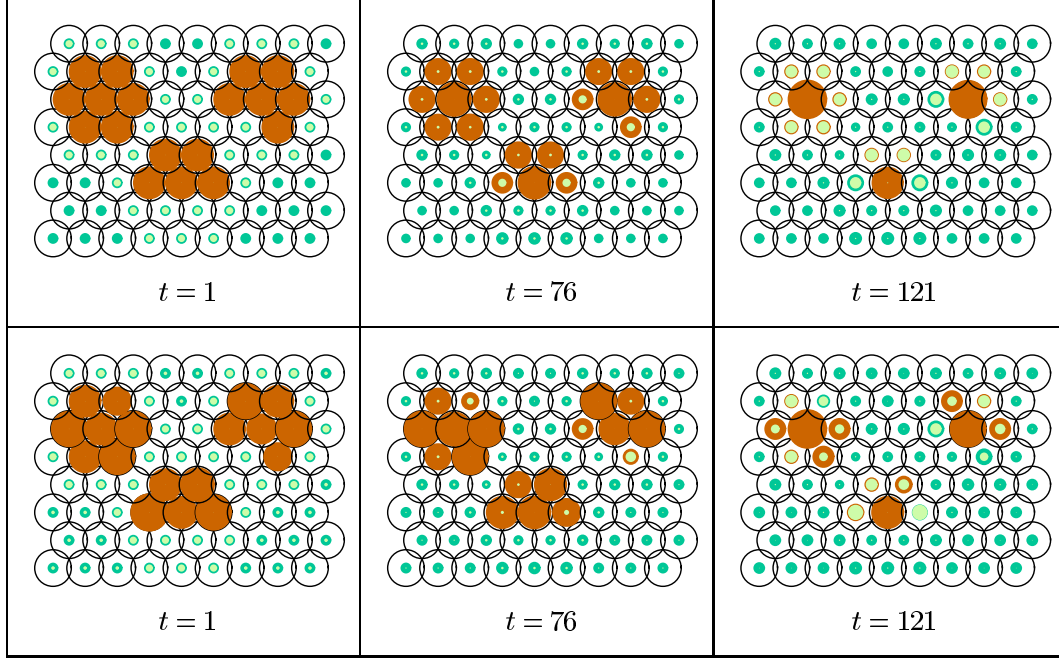 t = 1
t = 76
t = 121
t = 1
t = 76
t = 121